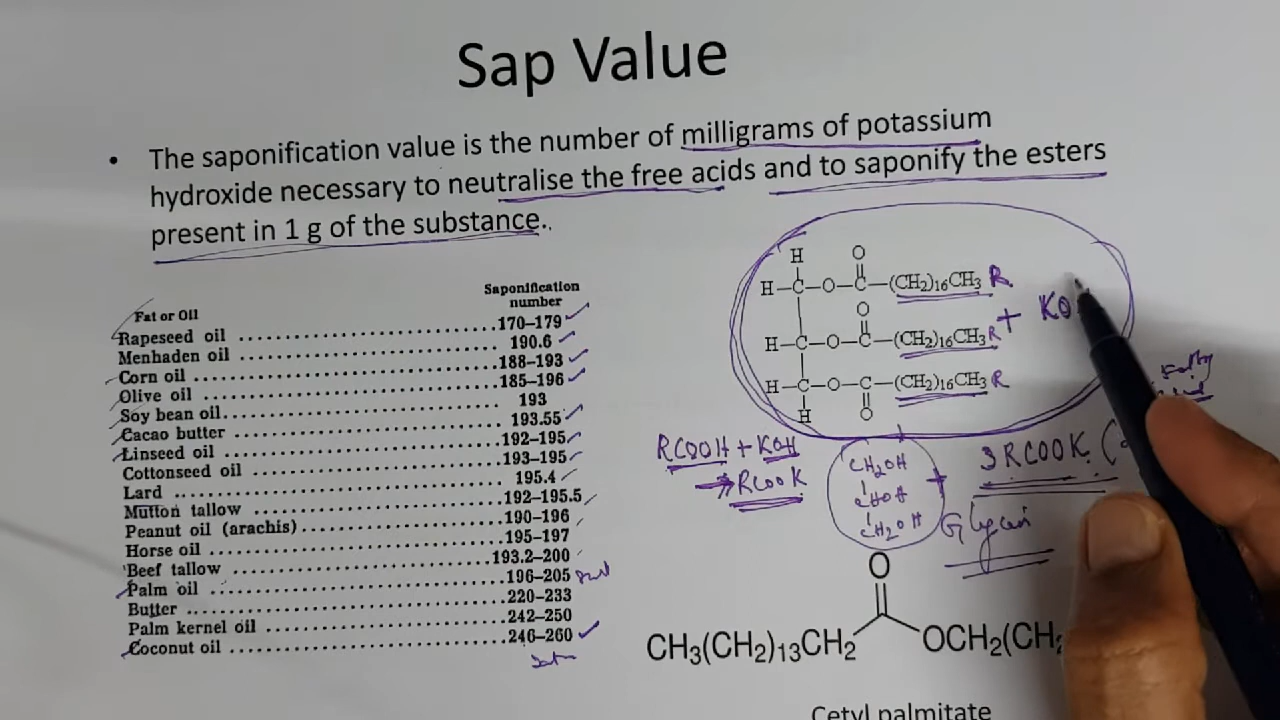 Sap Value
• The saponification value is the number of milligrams of potassium
hydroxide necessary to neutralise the free acids and to saponify the esters
present in 1 g of the substance.
Saponification
Fat or Oil number
Rapeseed oil 170–179
Menhaden oil 190.6
Corn oil 188–193
Olive oil 185–196
Soy bean oil 193
Cacao butter 193.55
Linseed oil 192–195
Cottonseed oil 193–195
Lard 195.4
Mutton tallow 192–195.5
Peanut oil (arachis) 190–196
Horse oil 195–197
Beef tallow 193.2–200
Palm oil 196–205
Butter 220–233
Palm kernel oil 242–250
Coconut oil 246–260
H O
H–C–O–C–(CH₂)₁₆CH₃ R
O
H–C–O–C–(CH₂)₁₆CH₃ R + KO
H–C–O–C–(CH₂)₁₆CH₃ R
H O
RCOOH + KOH
→ RCOOK
CH₂OH
CHOH
CH₂OH
+ 3RCOOK (
O
CH₃(CH₂)₁₃CH₂ OCH₂(CH₂
Cetyl palmitate